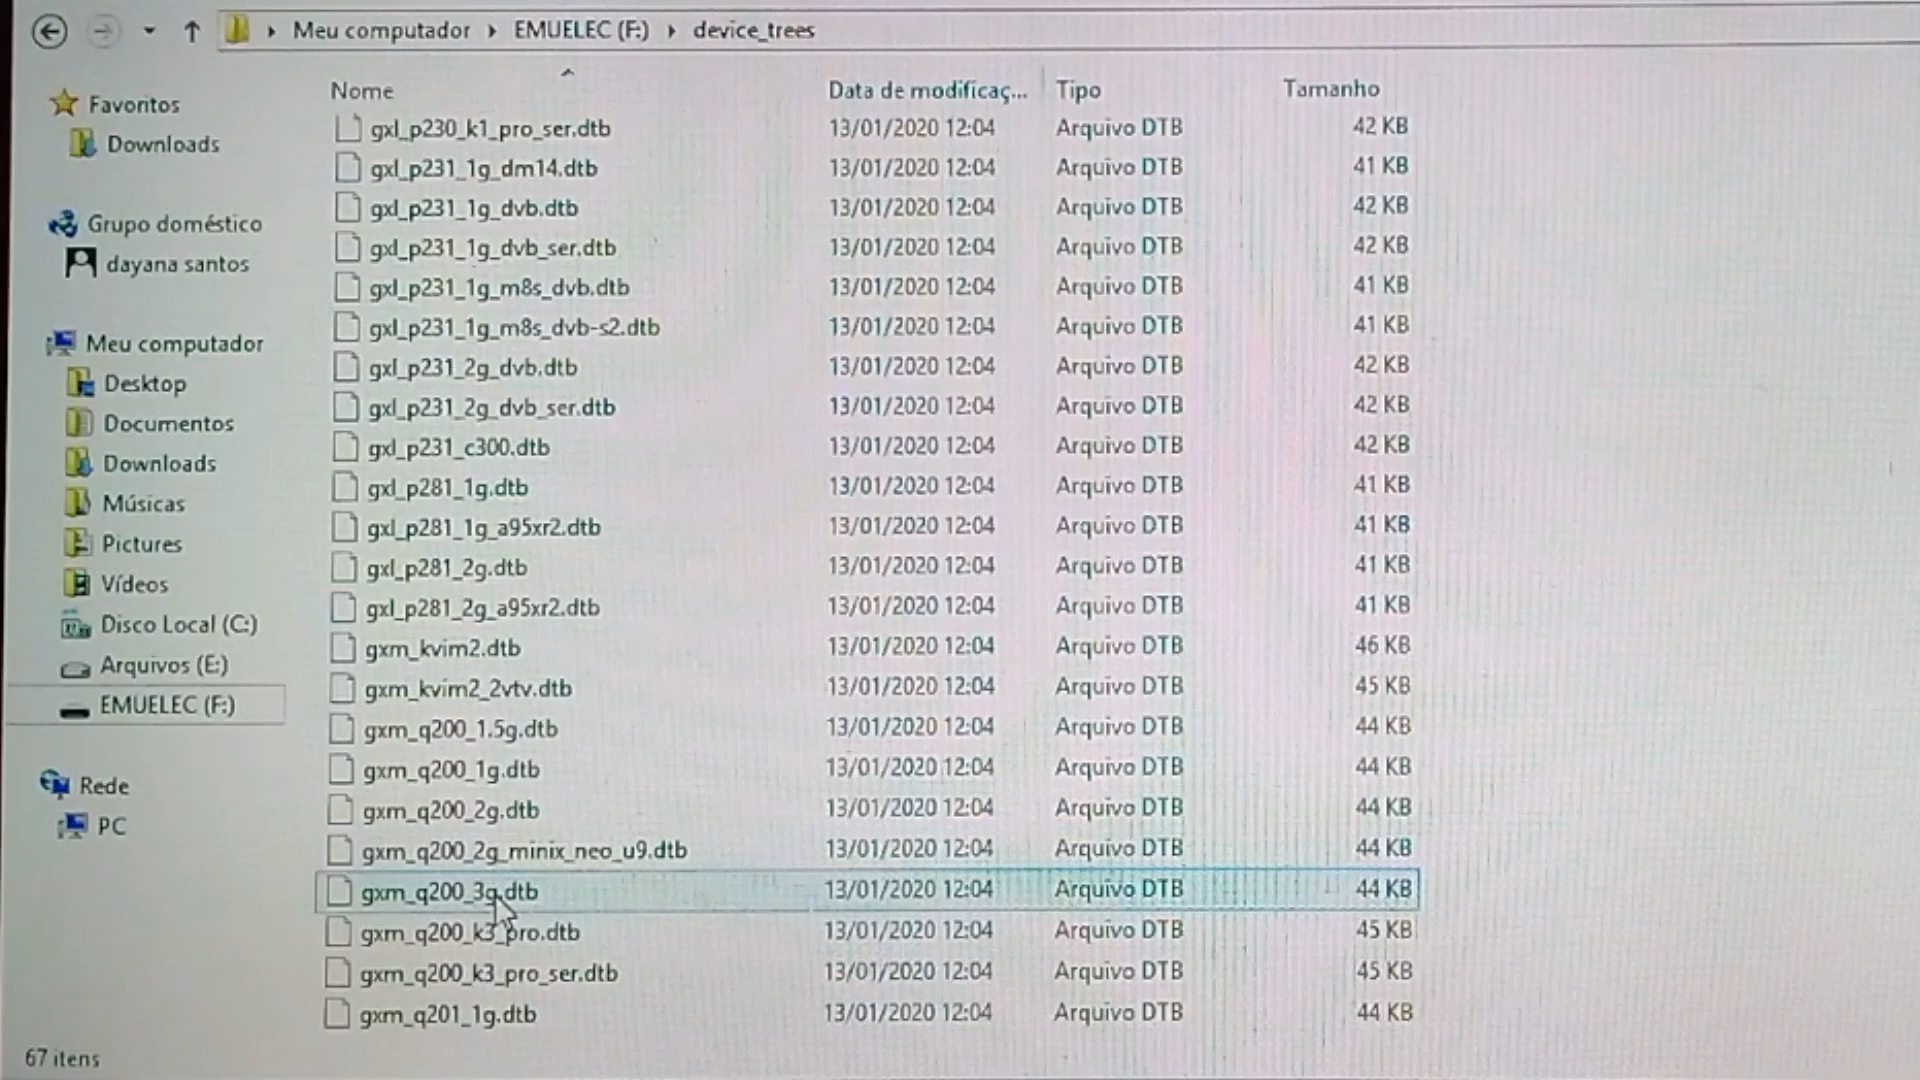 Meu computador EMUELEC (F:) device_trees
Nome Data de modificaç... Tipo Tamanho
Favoritos
Downloads
Grupo doméstico
dayana santos
Meu computador
Desktop
Documentos
Downloads
Músicas
Pictures
Vídeos
Disco Local (C:)
Arquivos (E:)
EMUELEC (F:)
Rede
PC
gxl_p230_k1_pro_ser.dtb 13/01/2020 12:04 Arquivo DTB 42 KB
gxl_p231_1g_dm14.dtb 13/01/2020 12:04 Arquivo DTB 41 KB
gxl_p231_1g_dvb.dtb 13/01/2020 12:04 Arquivo DTB 42 KB
gxl_p231_1g_dvb_ser.dtb 13/01/2020 12:04 Arquivo DTB 42 KB
gxl_p231_1g_m8s_dvb.dtb 13/01/2020 12:04 Arquivo DTB 41 KB
gxl_p231_1g_m8s_dvb-s2.dtb 13/01/2020 12:04 Arquivo DTB 41 KB
gxl_p231_2g_dvb.dtb 13/01/2020 12:04 Arquivo DTB 42 KB
gxl_p231_2g_dvb_ser.dtb 13/01/2020 12:04 Arquivo DTB 42 KB
gxl_p231_c300.dtb 13/01/2020 12:04 Arquivo DTB 42 KB
gxl_p281_1g.dtb 13/01/2020 12:04 Arquivo DTB 41 KB
gxl_p281_1g_a95xr2.dtb 13/01/2020 12:04 Arquivo DTB 41 KB
gxl_p281_2g.dtb 13/01/2020 12:04 Arquivo DTB 41 KB
gxl_p281_2g_a95xr2.dtb 13/01/2020 12:04 Arquivo DTB 41 KB
gxm_kvim2.dtb 13/01/2020 12:04 Arquivo DTB 46 KB
gxm_kvim2_2vtv.dtb 13/01/2020 12:04 Arquivo DTB 45 KB
gxm_q200_1.5g.dtb 13/01/2020 12:04 Arquivo DTB 44 KB
gxm_q200_1g.dtb 13/01/2020 12:04 Arquivo DTB 44 KB
gxm_q200_2g.dtb 13/01/2020 12:04 Arquivo DTB 44 KB
gxm_q200_2g_minix_neo_u9.dtb 13/01/2020 12:04 Arquivo DTB 44 KB
gxm_q200_3g.dtb 13/01/2020 12:04 Arquivo DTB 44 KB
gxm_q200_k3_pro.dtb 13/01/2020 12:04 Arquivo DTB 45 KB
gxm_q200_k3_pro_ser.dtb 13/01/2020 12:04 Arquivo DTB 45 KB
gxm_q201_1g.dtb 13/01/2020 12:04 Arquivo DTB 44 KB
67 itens